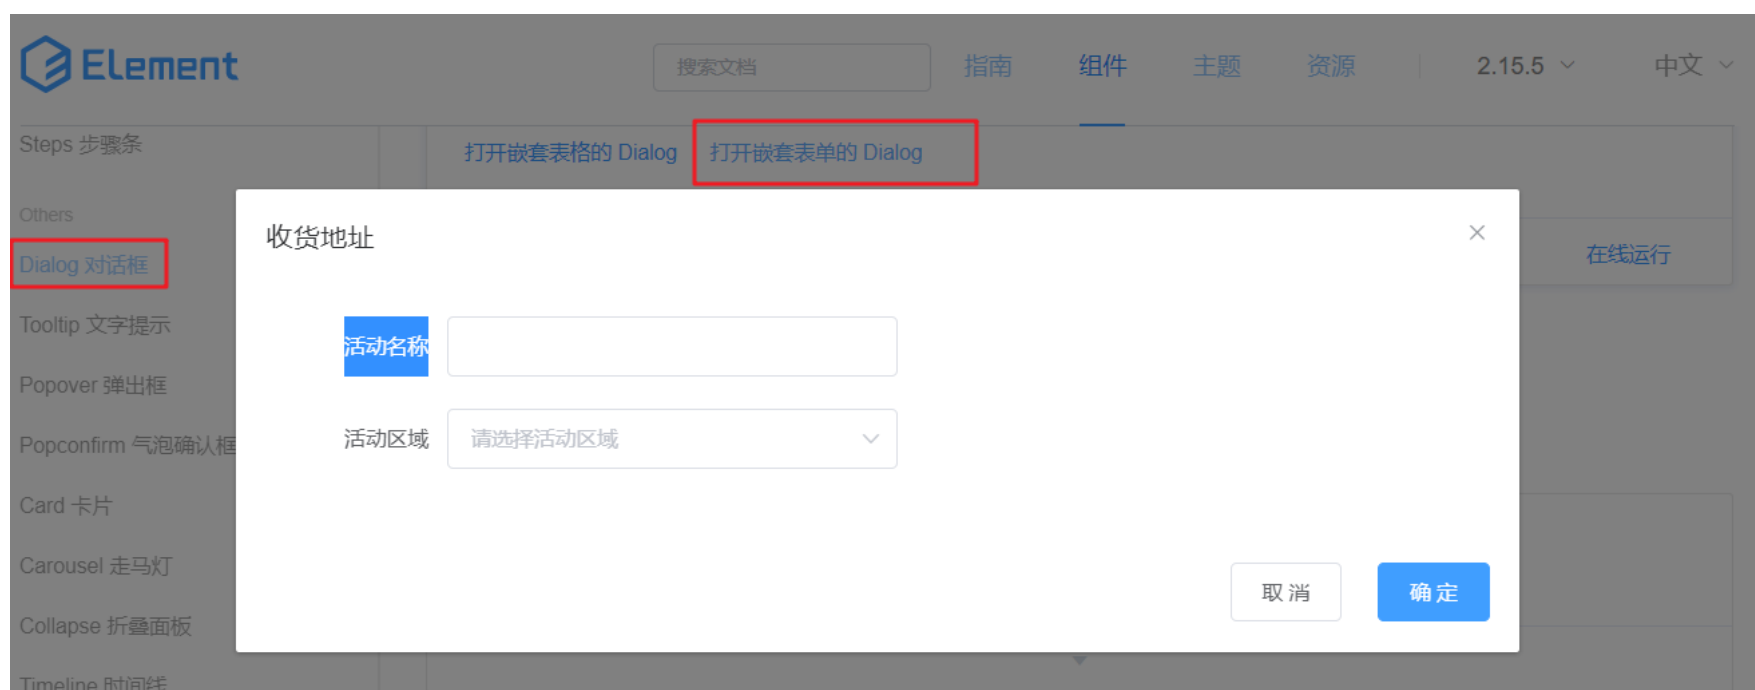 Element
搜索文档
指南
组件
主题
资源
2.15.5
中文
Steps 步骤条
打开嵌套表格的 Dialog
打开嵌套表单的 Dialog
Others
Dialog 对话框
在线运行
Tooltip 文字提示
Popover 弹出框
Popconfirm 气泡确认框
Card 卡片
Carousel 走马灯
Collapse 折叠面板
Timeline 时间线
收货地址
活动名称
活动区域
请选择活动区域
取消
确定